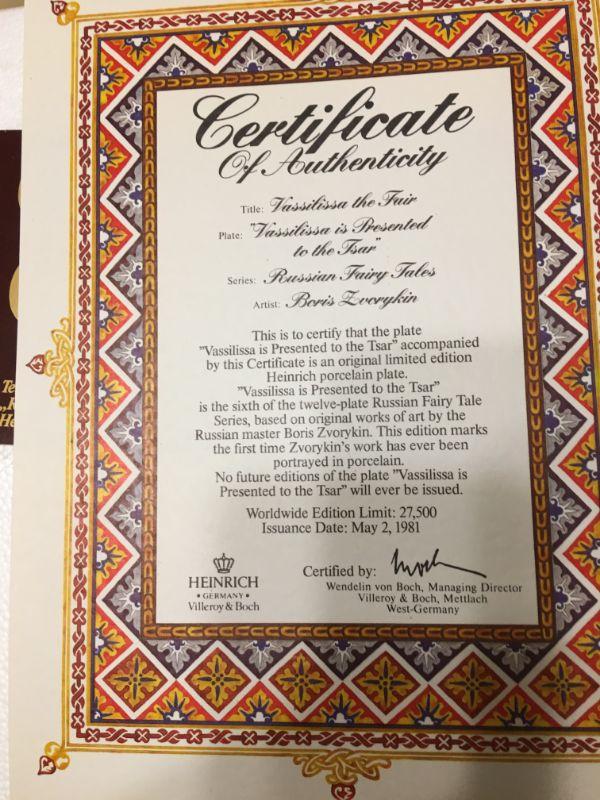 Certificate
Of Authenticity
Title: Vassilissa the Fair
Plate: "Vassilissa is Presented
to the Tsar"
Series: Russian Fairy Tales
Artist: Boris Zvorykin
This is to certify that the plate
"Vassilissa is Presented to the Tsar" accompanied
by this Certificate is an original limited edition
Heinrich porcelain plate.
"Vassilissa is Presented to the Tsar"
is the sixth of the twelve-plate Russian Fairy Tale
Series, based on original works of art by the
Russian master Boris Zvorykin. This edition marks
the first time Zvorykin's work has ever been
portrayed in porcelain.
No future editions of the plate "Vassilissa is
Presented to the Tsar" will ever be issued.
Worldwide Edition Limit: 27,500
Issuance Date: May 2, 1981
HEINRICH
• GERMANY •
Villeroy & Boch
Certified by:
Wendelin von Boch, Managing Director
Villeroy & Boch, Mettlach
West-Germany